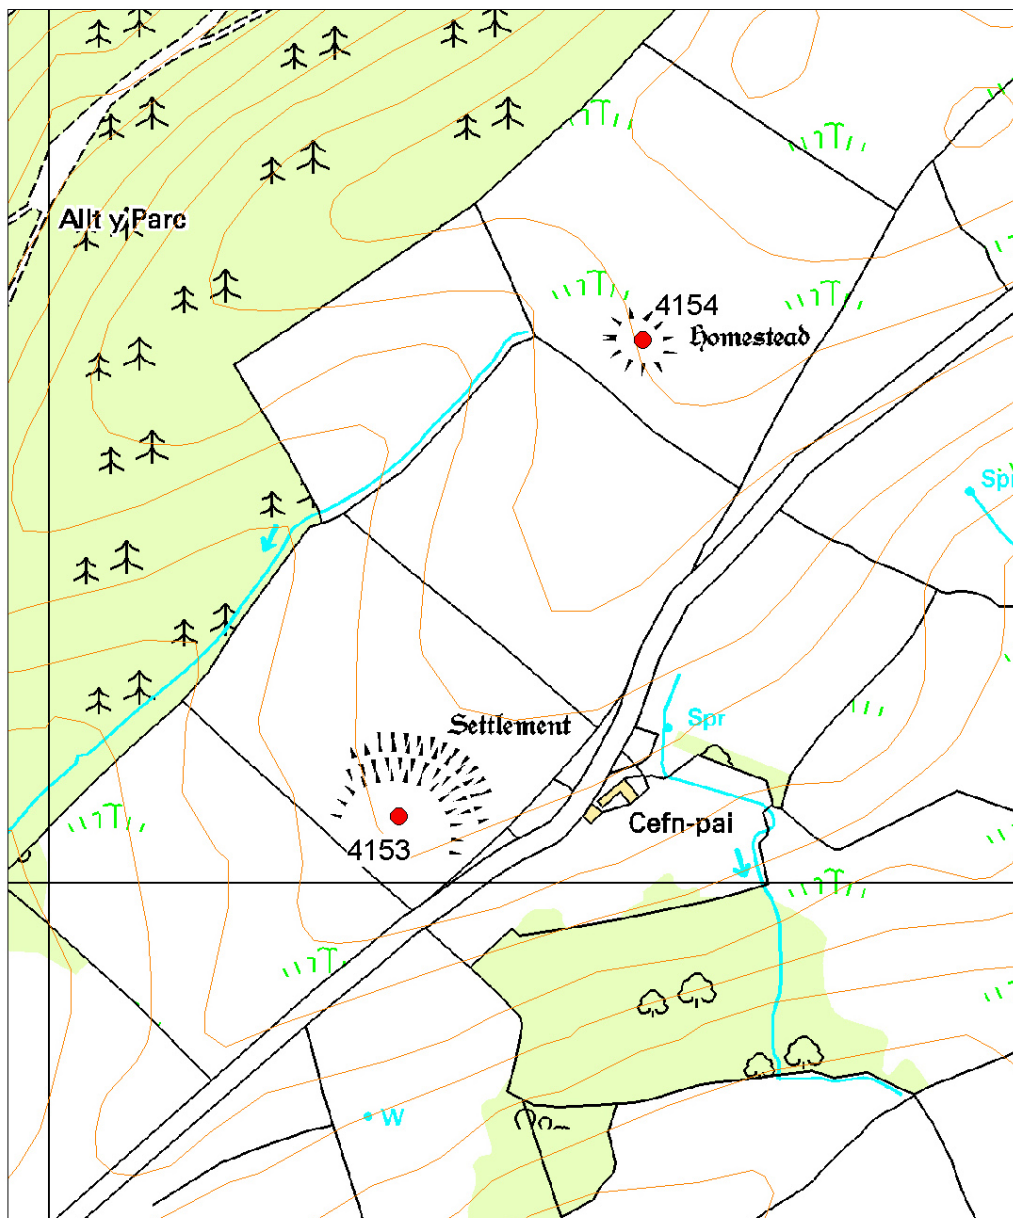 Allt y Parc
4154
Homestead
Spr
Settlement
Spr
Cefn-pai
4153
W